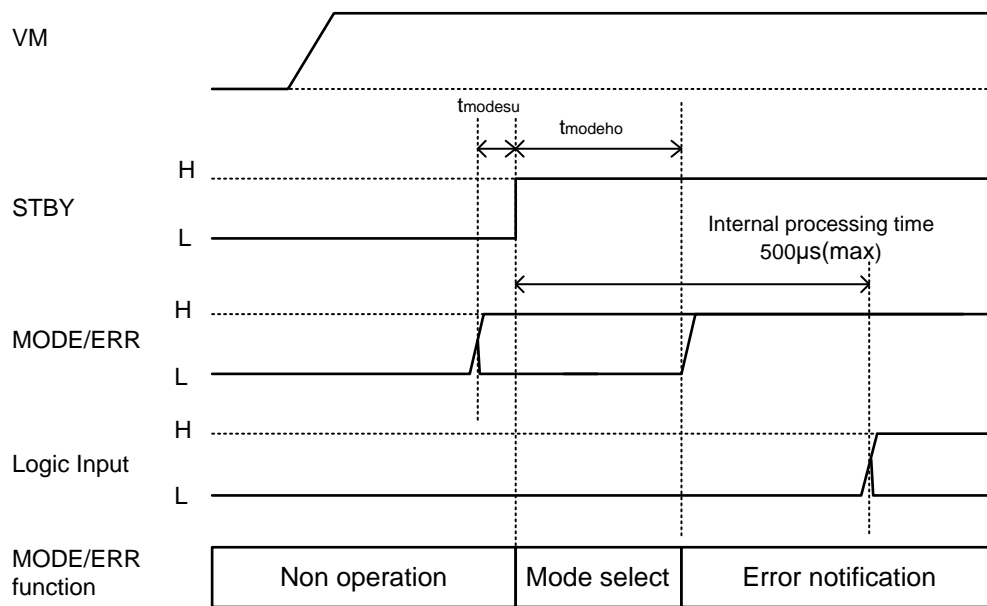 VM
tmodesu
tmodeho
H
STBY
L
Internal processing time
500µs(max)
H
MODE/ERR
L
H
Logic Input
L
MODE/ERR
function
Non operation
Mode select
Error notification